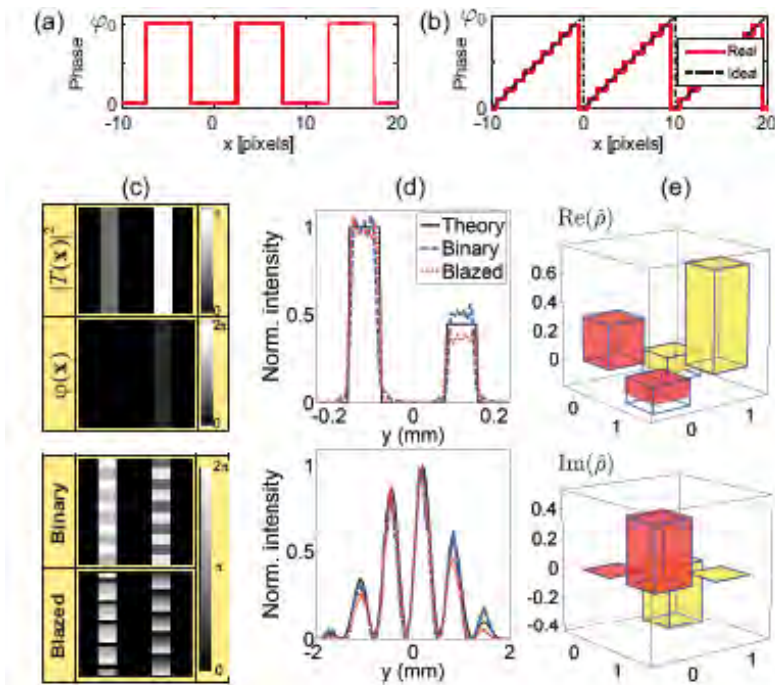 (a)
φ0
Phase
0
-10 0 10 20
x [pixels]
(b)
φ0
Phase
0
-10 0 10 20
x [pixels]
Real
Ideal
(c)
|T(x)|²
0
φ(x)
2π
0
Binary
Blazed
2π
0
(d)
Norm. intensity
1
0.5
0
-0.2 0 0.2
y (mm)
Theory
Binary
Blazed
Norm. intensity
1
0.5
0
-2 0 2
y (mm)
(e)
Re(ρ̂)
0.6
0.4
0.2
0
0 1
0 1
Im(ρ̂)
0.4
0.2
0
-0.2
-0.4
0 1
0 1